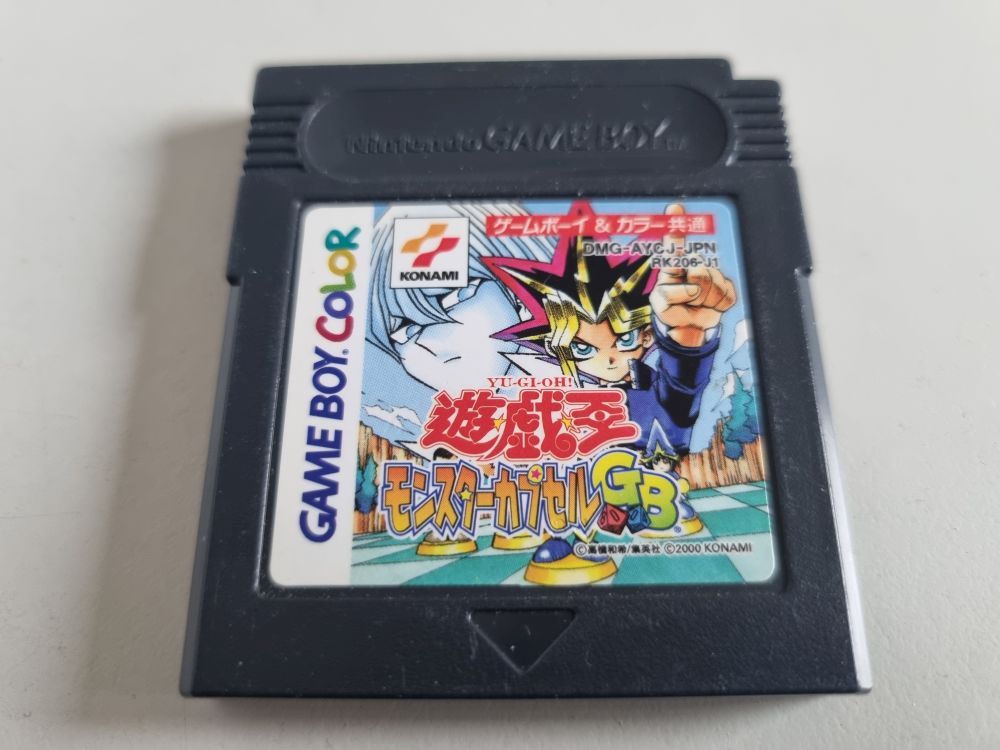 Nintendo GAME BOY TM
GAME BOY COLOR
KONAMI
ゲームボーイ & カラー 共通
DMG-AYCJ-JPN
RK206-J1
YU-GI-OH!
遊☆戯☆王
モンスターカプセルGB
©高橋和希/集英社 ©2000 KONAMI